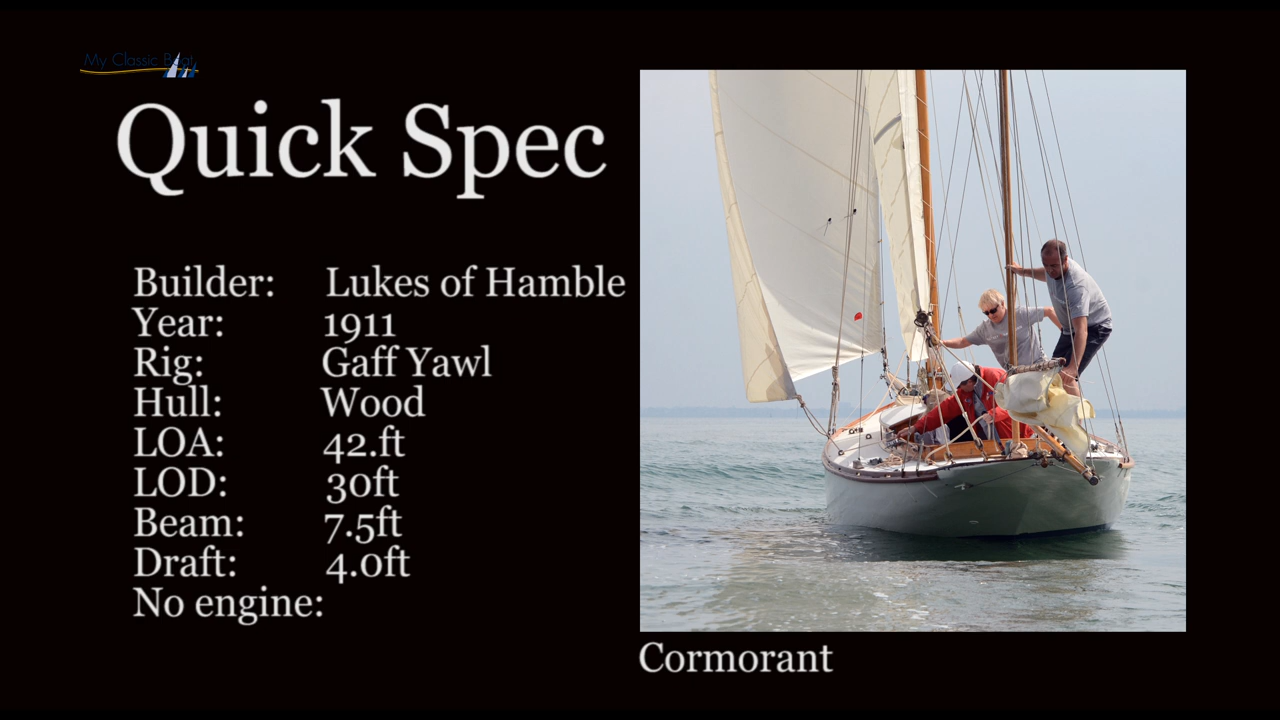 My Classic Boat
Quick Spec
Builder: Lukes of Hamble
Year: 1911
Rig: Gaff Yawl
Hull: Wood
LOA: 42.ft
LOD: 30ft
Beam: 7.5ft
Draft: 4.0ft
No engine:
Cormorant